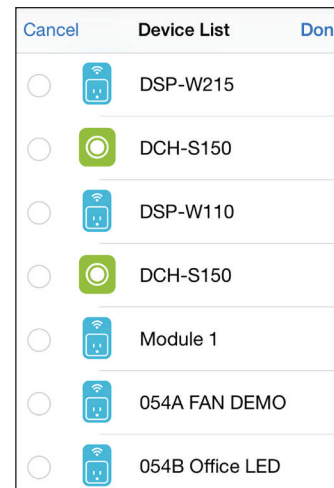 Cancel Device List Don
DSP-W215
DCH-S150
DSP-W110
DCH-S150
Module 1
054A FAN DEMO
054B Office LED